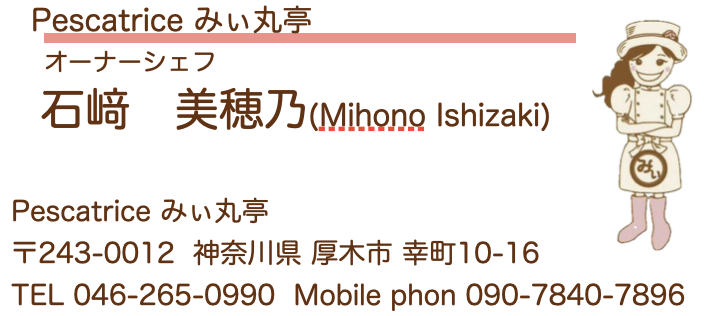 Pescatrice みぃ丸亭
オーナーシェフ
石﨑　美穂乃(Mihono Ishizaki)
みぃ
Pescatrice みぃ丸亭
〒243-0012 神奈川県 厚木市 幸町10-16
TEL 046-265-0990 Mobile phon 090-7840-7896